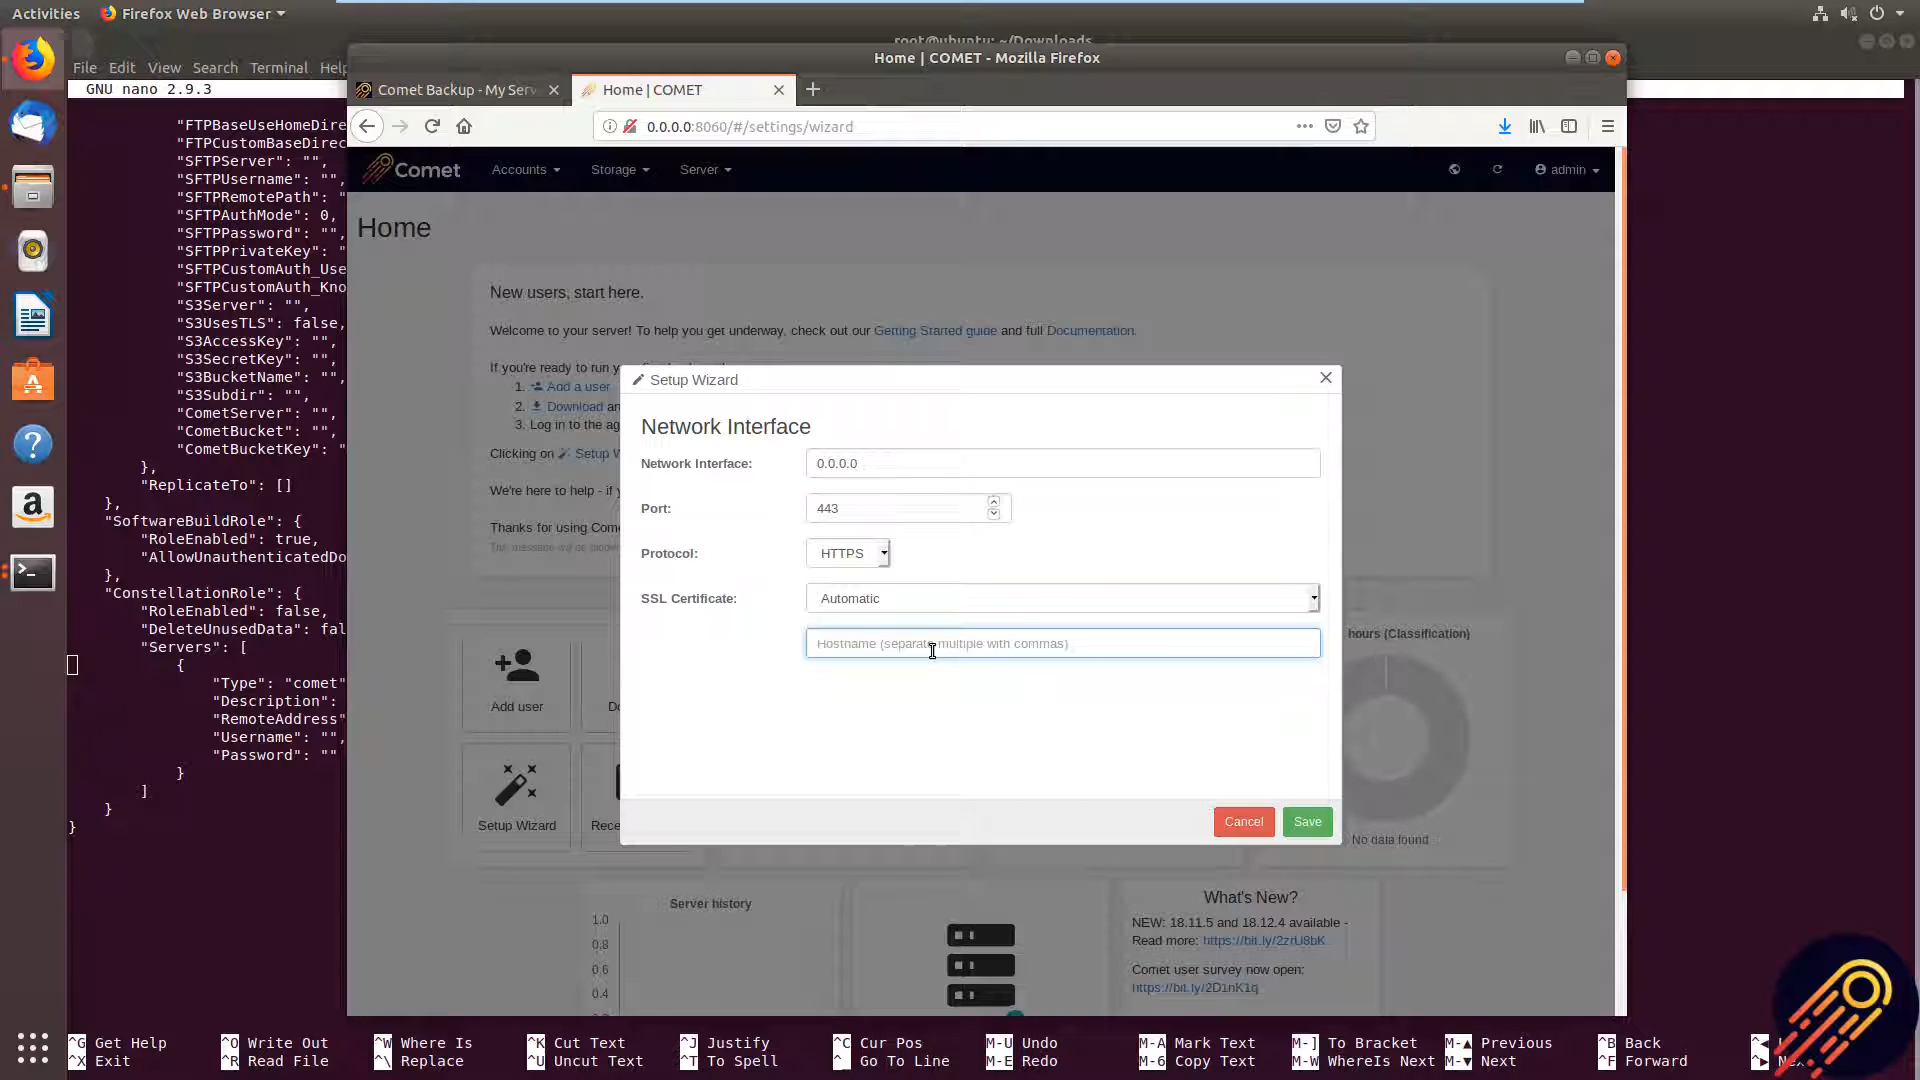 Activities
Firefox Web Browser
root@ubuntu: ~/Downloads
File Edit View Search Terminal Help
GNU nano 2.9.3
"FTPBaseUseHomeDire
"FTPCustomBaseDirec
"SFTPServer": "",
"SFTPUsername": "",
"SFTPRemotePath": "
"SFTPAuthMode": 0,
"SFTPPassword": "",
"SFTPPrivateKey": "
"SFTPCustomAuth_Use
"SFTPCustomAuth_Kno
"S3Server": "",
"S3UsesTLS": false,
"S3AccessKey": "",
"S3SecretKey": "",
"S3BucketName": "",
"S3Subdir": "",
"CometServer": "",
"CometBucket": "",
"CometBucketKey": "
},
"ReplicateTo": []
},
"SoftwareBuildRole": {
"RoleEnabled": true,
"AllowUnauthenticatedDo
},
"ConstellationRole": {
"RoleEnabled": false,
"DeleteUnusedData": fal
"Servers": [
{
"Type": "comet"
"Description":
"RemoteAddress"
"Username": "",
"Password": ""
}
]
}
}
Home | COMET - Mozilla Firefox
Comet Backup - My Serv
Home | COMET
0.0.0.0:8060/#/settings/wizard
Comet
Accounts
Storage
Server
admin
Home
New users, start here.
Welcome to your server! To help you get underway, check out our Getting Started guide and full Documentation.
If you're ready to run y
1. Add a user
2. Download an
3. Log in to the ag
Clicking on Setup W
We're here to help - if y
Thanks for using Come
Setup Wizard
Network Interface
Network Interface: 0.0.0.0
Port: 443
Protocol: HTTPS
SSL Certificate: Automatic
Hostname (separate multiple with commas)
Cancel
Save
Add user
Do
Setup Wizard
Rece
hours (Classification)
No data found
Server history
1.0
0.8
0.6
0.4
What's New?
NEW: 18.11.5 and 18.12.4 available -
Read more: https://bit.ly/2zrU8bK
Comet user survey now open:
https://bit.ly/2D1nK1q
^G Get Help ^O Write Out ^W Where Is ^K Cut Text ^J Justify ^C Cur Pos M-U Undo M-A Mark Text M-] To Bracket M-▲ Previous ^B Back
^X Exit ^R Read File ^\ Replace ^U Uncut Text ^T To Spell ^_ Go To Line M-E Redo M-6 Copy Text M-W WhereIs Next M-▼ Next ^F Forward